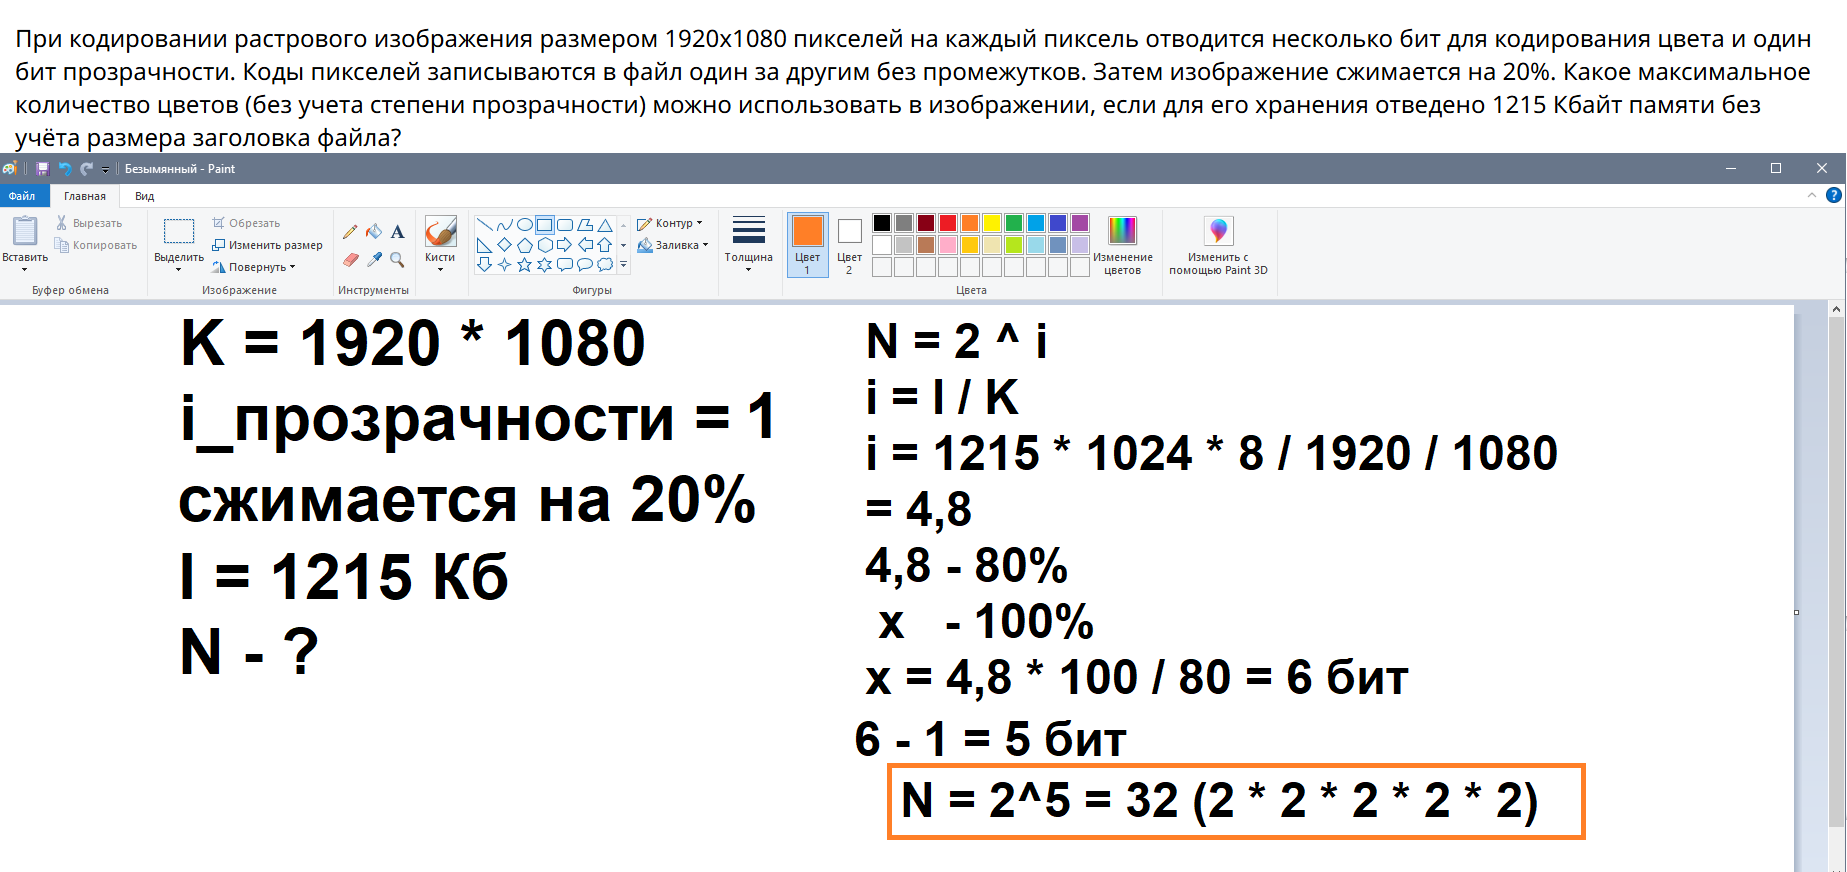 При кодировании растрового изображения размером 1920x1080 пикселей на каждый пиксель отводится несколько бит для кодирования цвета и один
бит прозрачности. Коды пикселей записываются в файл один за другим без промежутков. Затем изображение сжимается на 20%. Какое максимальное
количество цветов (без учета степени прозрачности) можно использовать в изображении, если для его хранения отведено 1215 Кбайт памяти без
учёта размера заголовка файла?
Безымянный - Paint
Файл
Главная
Вид
Вставить
Вырезать
Копировать
Буфер обмена
Выделить
Обрезать
Изменить размер
Повернуть
Изображение
A
Инструменты
Кисти
Контур
Заливка
Фигуры
Толщина
Цвет
1
Цвет
2
Изменение
цветов
Цвета
Изменить с
помощью Paint 3D
?
K = 1920 * 1080
i_прозрачности = 1
сжимается на 20%
I = 1215 Кб
N - ?
N = 2 ^ i
i = I / K
i = 1215 * 1024 * 8 / 1920 / 1080
= 4,8
4,8 - 80%
x - 100%
x = 4,8 * 100 / 80 = 6 бит
6 - 1 = 5 бит
N = 2^5 = 32 (2 * 2 * 2 * 2 * 2)